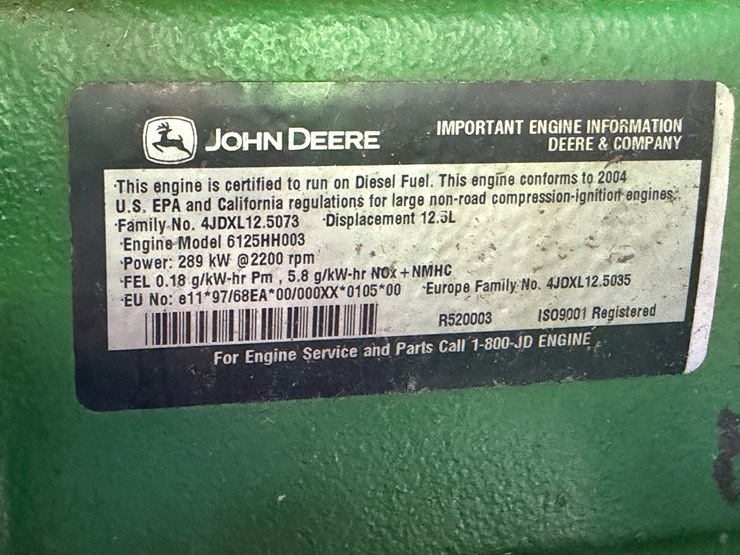 JOHN DEERE
IMPORTANT ENGINE INFORMATION
DEERE & COMPANY
This engine is certified to run on Diesel Fuel. This engine conforms to 2004
U.S. EPA and California regulations for large non-road compression-ignition engines.
Family No. 4JDXL12.5073 Displacement 12.5L
Engine Model 6125HH003
Power: 289 kW @2200 rpm
FEL 0.18 g/kW-hr Pm , 5.8 g/kW-hr NOx + NMHC
EU No: e11*97/68EA*00/000XX*0105*00 Europe Family No. 4JDXL12.5035
R520003 ISO9001 Registered
For Engine Service and Parts Call 1-800-JD ENGINE